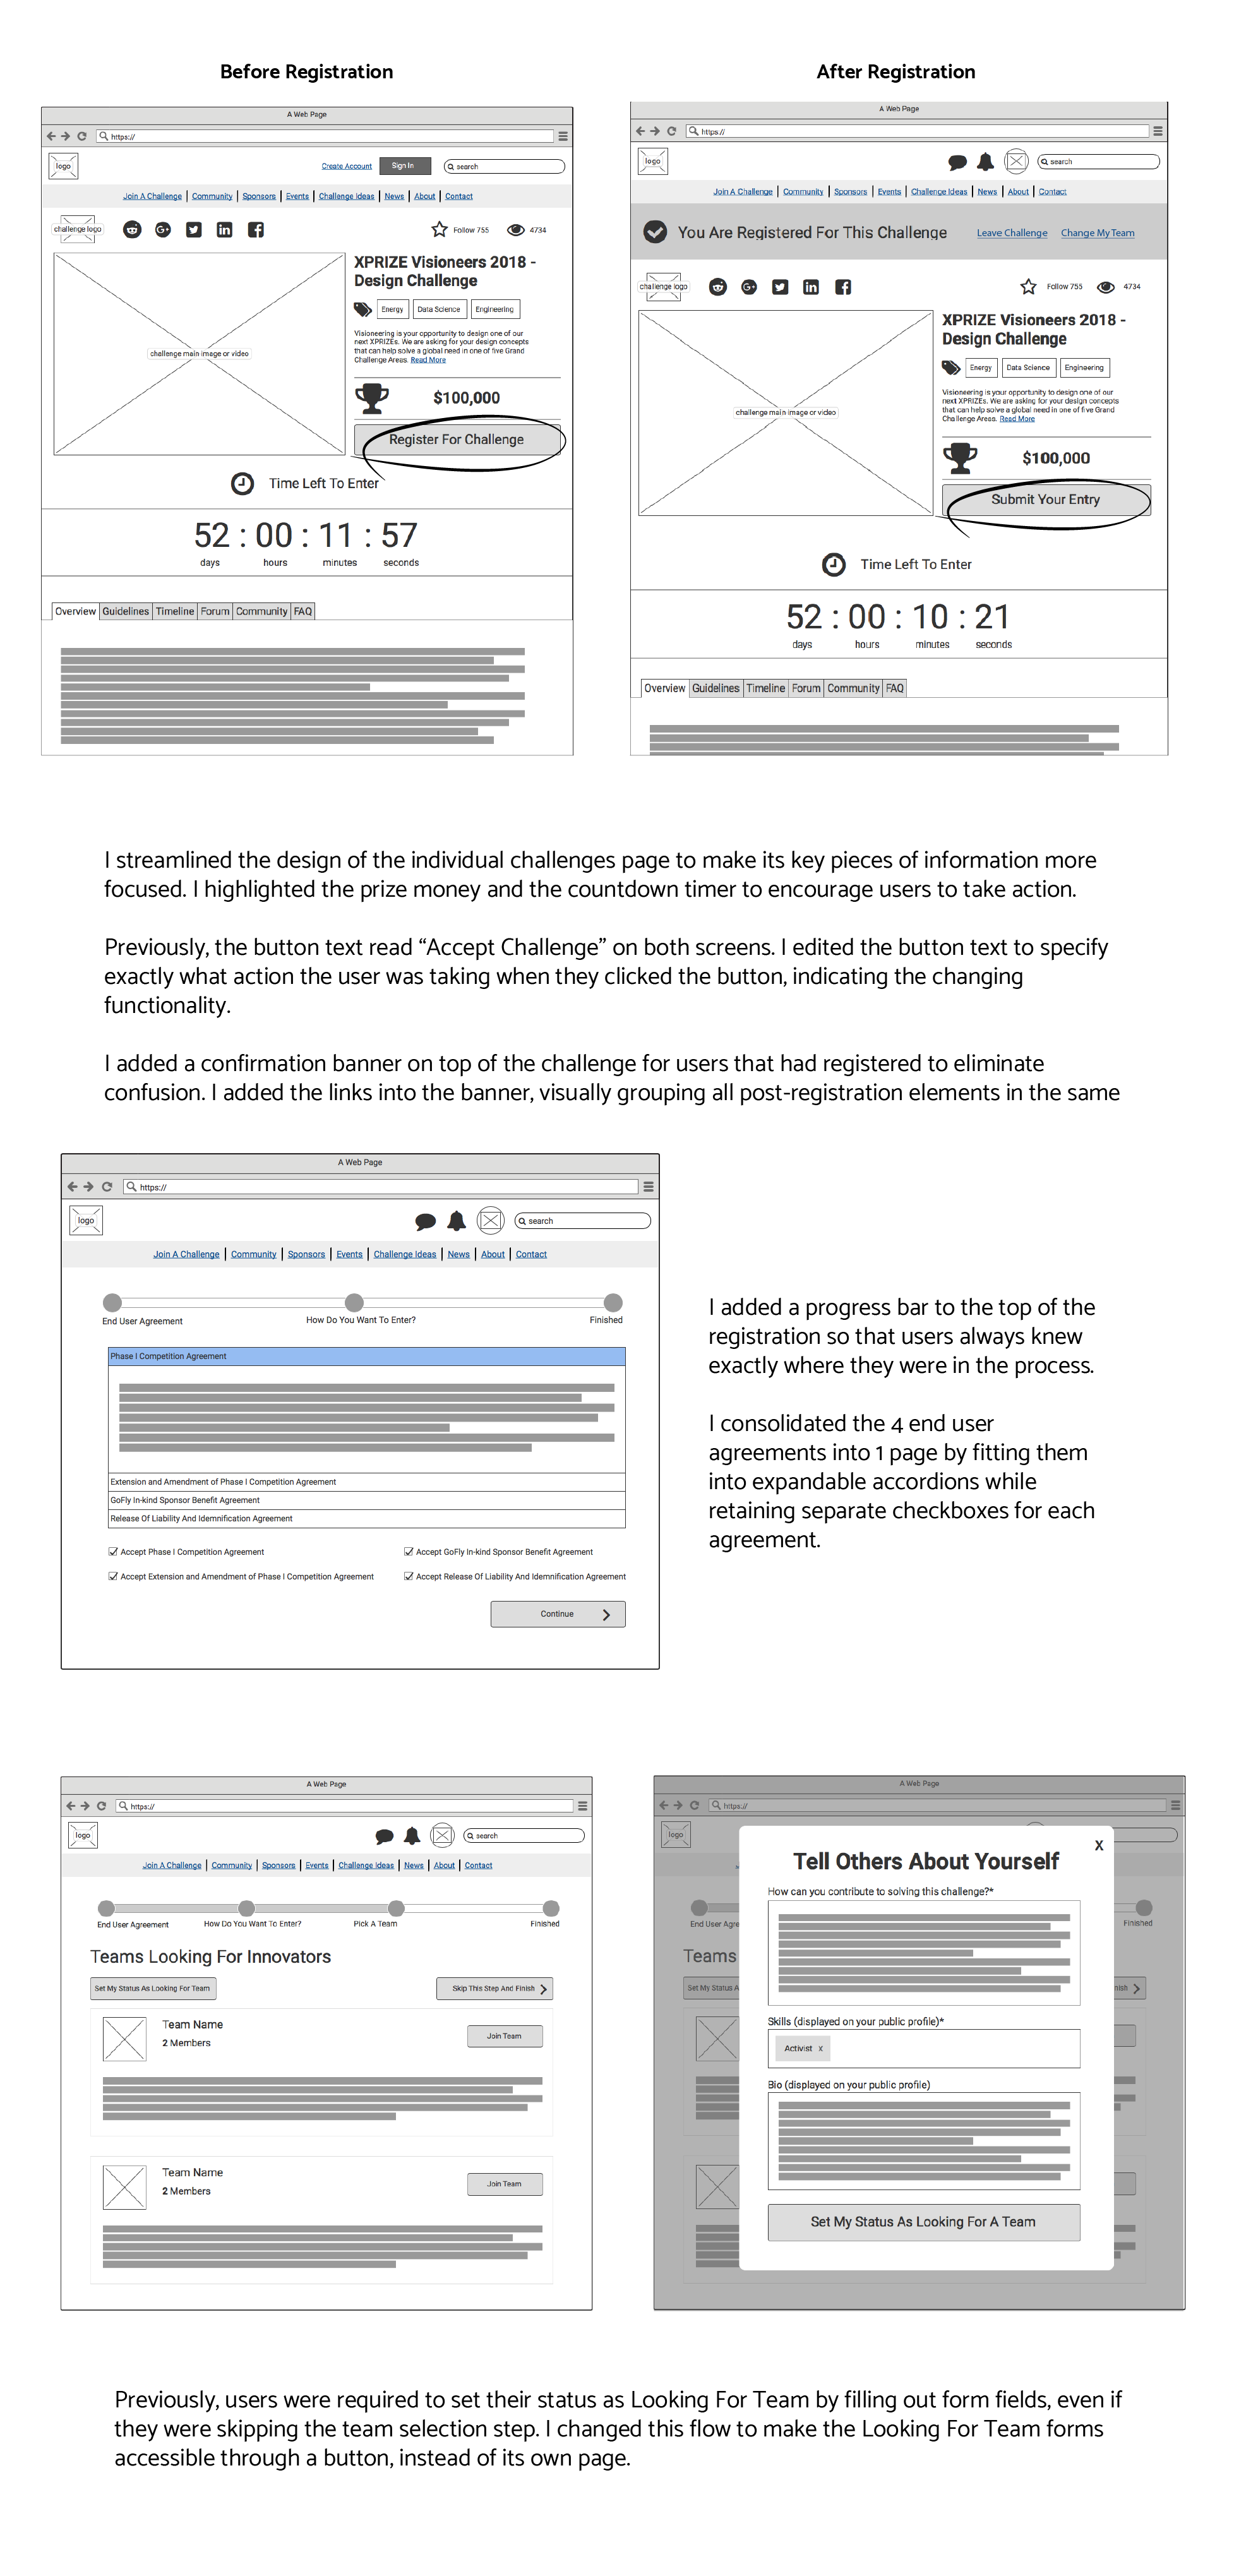 Before Registration
After Registration
A Web Page
https://
logo
Create Account
Sign In
search
Join A Challenge
Community
Sponsors
Events
Challenge Ideas
News
About
Contact
challenge logo
Follow 755
4734
challenge main image or video
XPRIZE Visioneers 2018 -
Design Challenge
Energy
Data Science
Engineering
Visioneering is your opportunity to design one of our
next XPRIZEs. We are asking for your design concepts
that can help solve a global need in one of five Grand
Challenge Areas. Read More
$100,000
Register For Challenge
Time Left To Enter
52 : 00 : 11 : 57
days hours minutes seconds
Overview
Guidelines
Timeline
Forum
Community
FAQ
A Web Page
https://
logo
search
Join A Challenge
Community
Sponsors
Events
Challenge Ideas
News
About
Contact
You Are Registered For This Challenge
Leave Challenge
Change My Team
challenge logo
Follow 755
4734
challenge main image or video
XPRIZE Visioneers 2018 -
Design Challenge
Energy
Data Science
Engineering
Visioneering is your opportunity to design one of our
next XPRIZEs. We are asking for your design concepts
that can help solve a global need in one of five Grand
Challenge Areas. Read More
$100,000
Submit Your Entry
Time Left To Enter
52 : 00 : 10 : 21
days hours minutes seconds
Overview
Guidelines
Timeline
Forum
Community
FAQ
I streamlined the design of the individual challenges page to make its key pieces of information more
focused. I highlighted the prize money and the countdown timer to encourage users to take action.
Previously, the button text read “Accept Challenge” on both screens. I edited the button text to specify
exactly what action the user was taking when they clicked the button, indicating the changing
functionality.
I added a confirmation banner on top of the challenge for users that had registered to eliminate
confusion. I added the links into the banner, visually grouping all post-registration elements in the same
A Web Page
https://
logo
search
Join A Challenge
Community
Sponsors
Events
Challenge Ideas
News
About
Contact
End User Agreement
How Do You Want To Enter?
Finished
Phase I Competition Agreement
Extension and Amendment of Phase I Competition Agreement
GoFly In-kind Sponsor Benefit Agreement
Release Of Liability And Idemnification Agreement
Accept Phase I Competition Agreement
Accept GoFly In-kind Sponsor Benefit Agreement
Accept Extension and Amendment of Phase I Competition Agreement
Accept Release Of Liability And Idemnification Agreement
Continue
I added a progress bar to the top of the
registration so that users always knew
exactly where they were in the process.
I consolidated the 4 end user
agreements into 1 page by fitting them
into expandable accordions while
retaining separate checkboxes for each
agreement.
A Web Page
https://
logo
search
Join A Challenge
Community
Sponsors
Events
Challenge Ideas
News
About
Contact
End User Agreement
How Do You Want To Enter?
Pick A Team
Finished
Teams Looking For Innovators
Set My Status As Looking For Team
Skip This Step And Finish
Team Name
2 Members
Join Team
Team Name
2 Members
Join Team
A Web Page
https://
logo
End User Agre
Finished
Teams
Set My Status A
nish
X
Tell Others About Yourself
How can you contribute to solving this challenge?*
Skills (displayed on your public profile)*
Activist x
Bio (displayed on your public profile)
Set My Status As Looking For A Team
Previously, users were required to set their status as Looking For Team by filling out form fields, even if
they were skipping the team selection step. I changed this flow to make the Looking For Team forms
accessible through a button, instead of its own page.